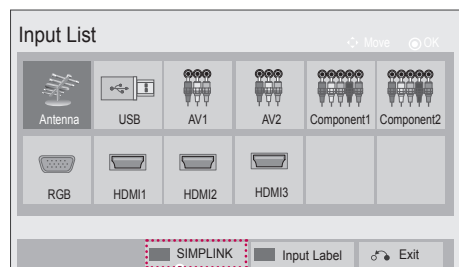 Input List
Move OK
Antenna USB AV1 AV2 Component1 Component2
RGB HDMI1 HDMI2 HDMI3
SIMPLINK Input Label Exit